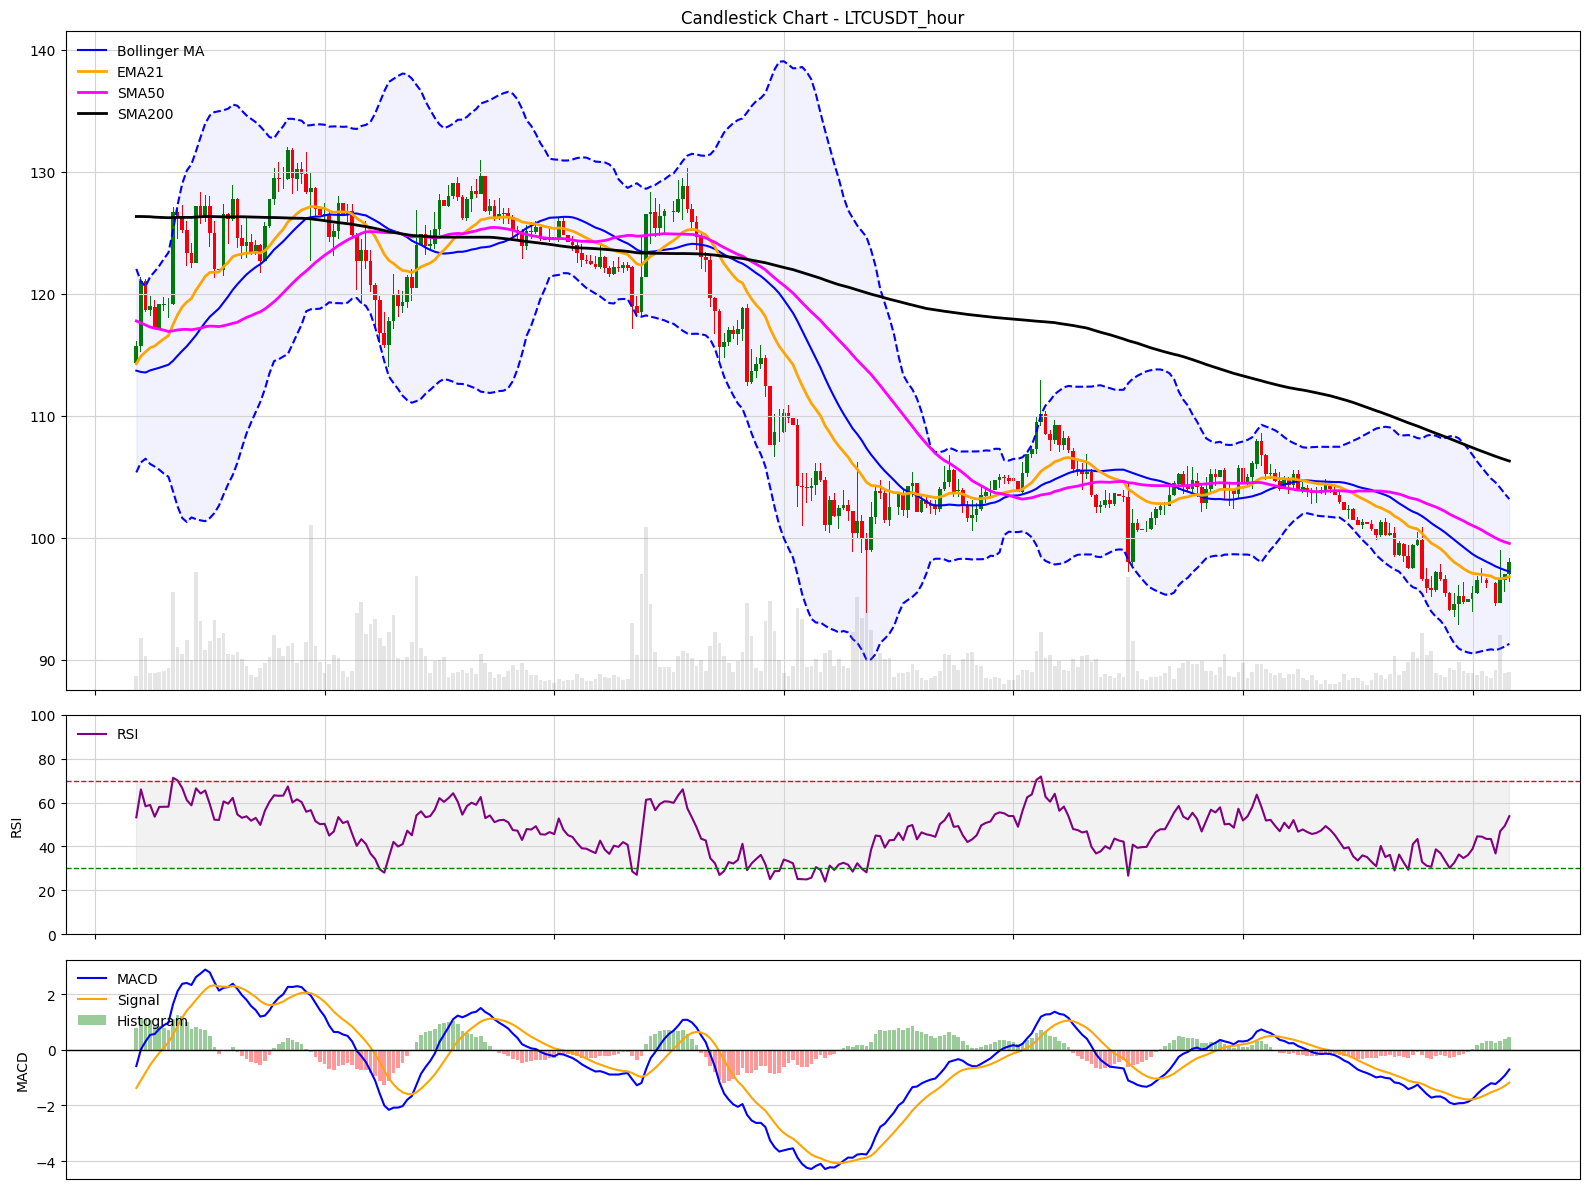 Candlestick Chart - LTCUSDT_hour
Bollinger MA
EMA21
SMA50
SMA200
140
130
120
110
100
90
RSI
100
80
60
40
20
0
RSI
MACD
Signal
Histogram
2
0
−2
−4
MACD